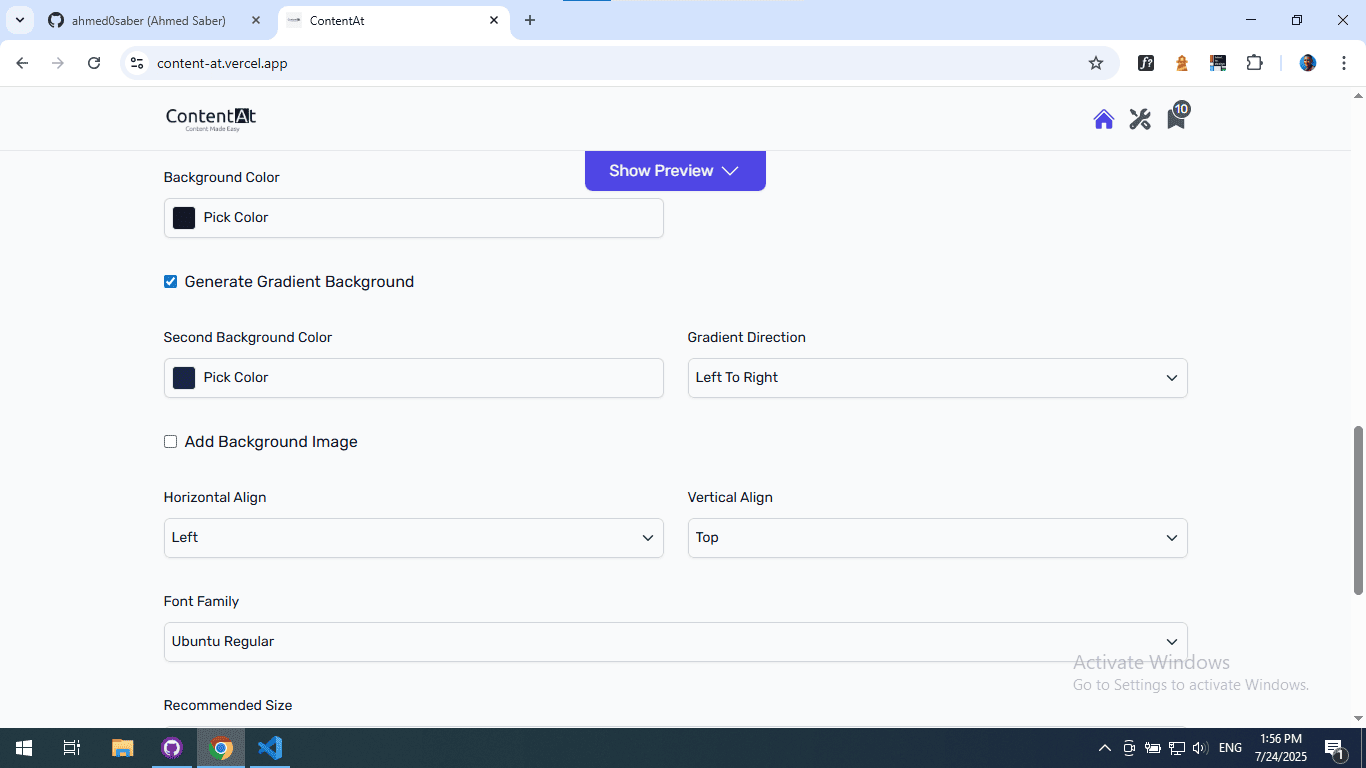 ahmed0saber (Ahmed Saber)
ContentAt
content-at.vercel.app
f?
ContentAt
Content Made Easy
10
Show Preview
Background Color
Pick Color
Generate Gradient Background
Second Background Color
Gradient Direction
Pick Color
Left To Right
Add Background Image
Horizontal Align
Vertical Align
Left
Top
Font Family
Ubuntu Regular
Activate Windows
Go to Settings to activate Windows.
Recommended Size
ENG
1:56 PM
7/24/2025
1